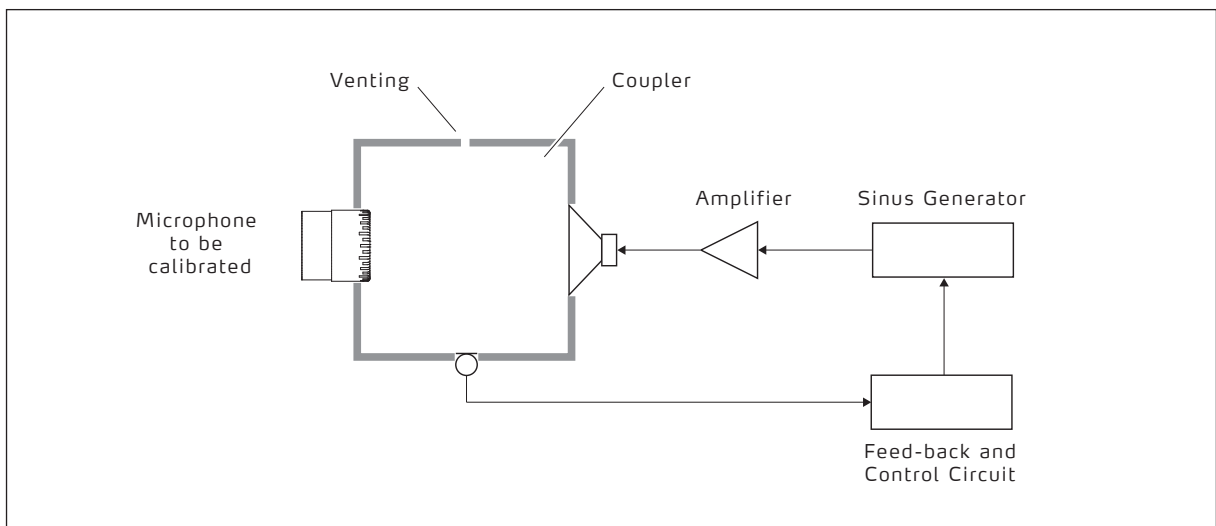 Venting
Coupler
Microphone
to be
calibrated
Amplifier
Sinus Generator
Feed-back and
Control Circuit